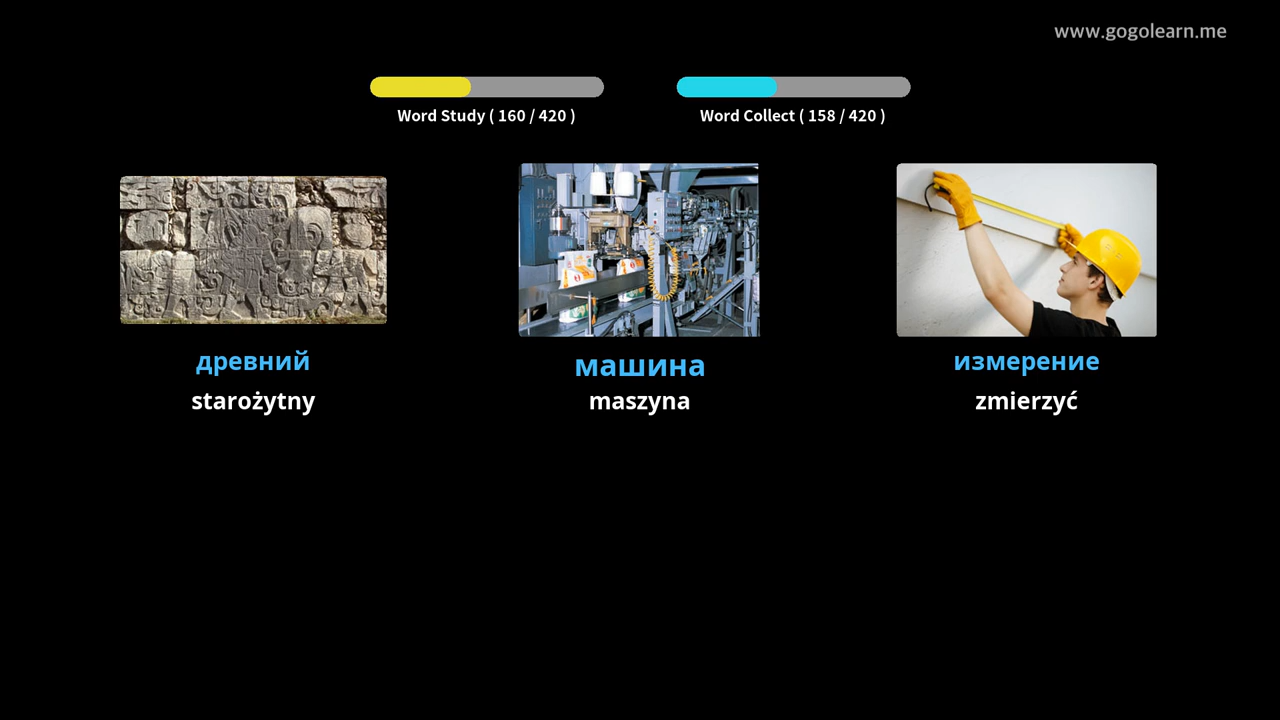 www.gogolearn.me
Word Study ( 160 / 420 )
Word Collect ( 158 / 420 )
древний
starożytny
машина
maszyna
измерение
zmierzyć